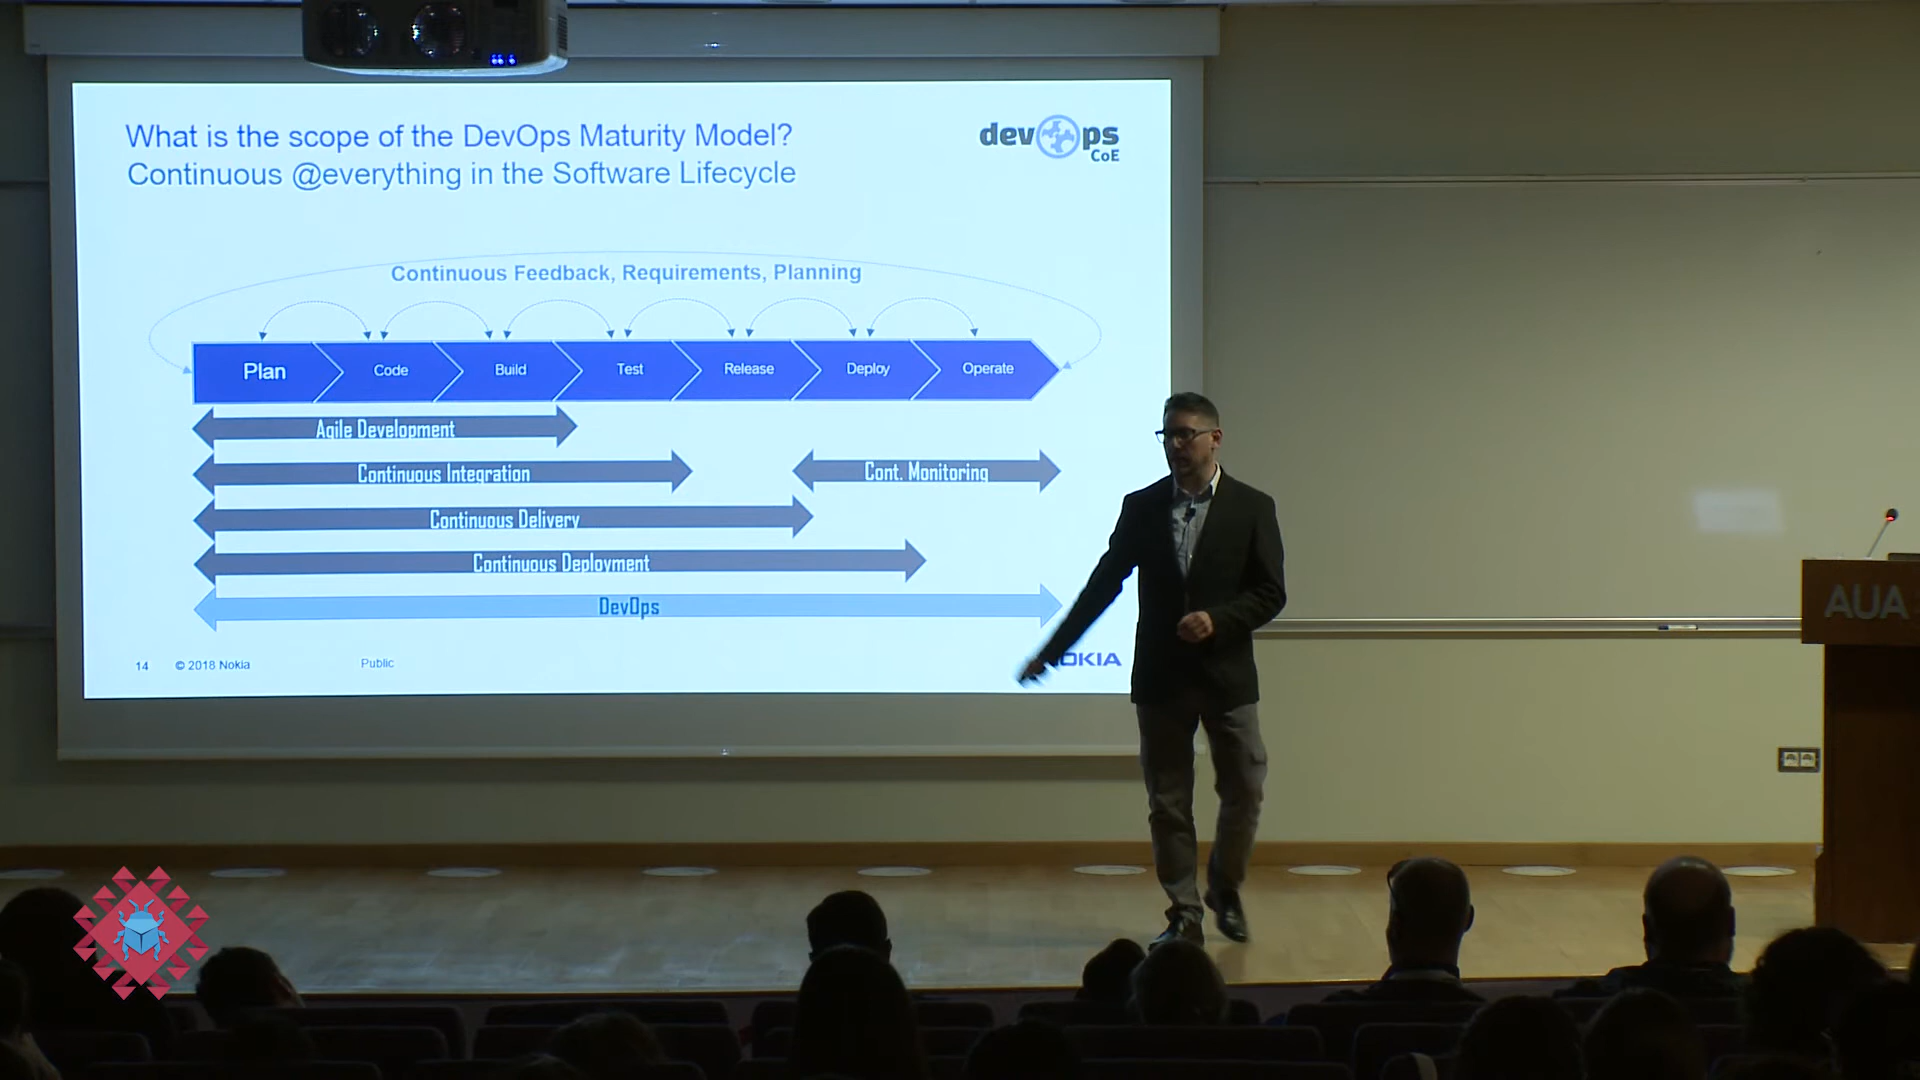 What is the scope of the DevOps Maturity Model?
Continuous @everything in the Software Lifecycle
devOps
CoE
Continuous Feedback, Requirements, Planning
Plan
Code
Build
Test
Release
Deploy
Operate
Agile Development
Continuous Integration
Cont. Monitoring
Continuous Delivery
Continuous Deployment
DevOps
14
© 2018 Nokia
Public
OKIA
AUA